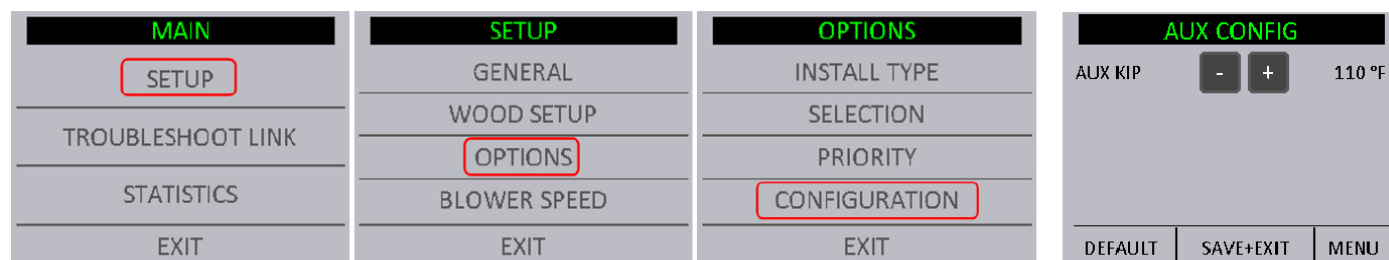 MAIN
SETUP
TROUBLESHOOT LINK
STATISTICS
EXIT
SETUP
GENERAL
WOOD SETUP
OPTIONS
BLOWER SPEED
EXIT
OPTIONS
INSTALL TYPE
SELECTION
PRIORITY
CONFIGURATION
EXIT
AUX CONFIG
AUX KIP - + 110 °F
DEFAULT SAVE+EXIT MENU